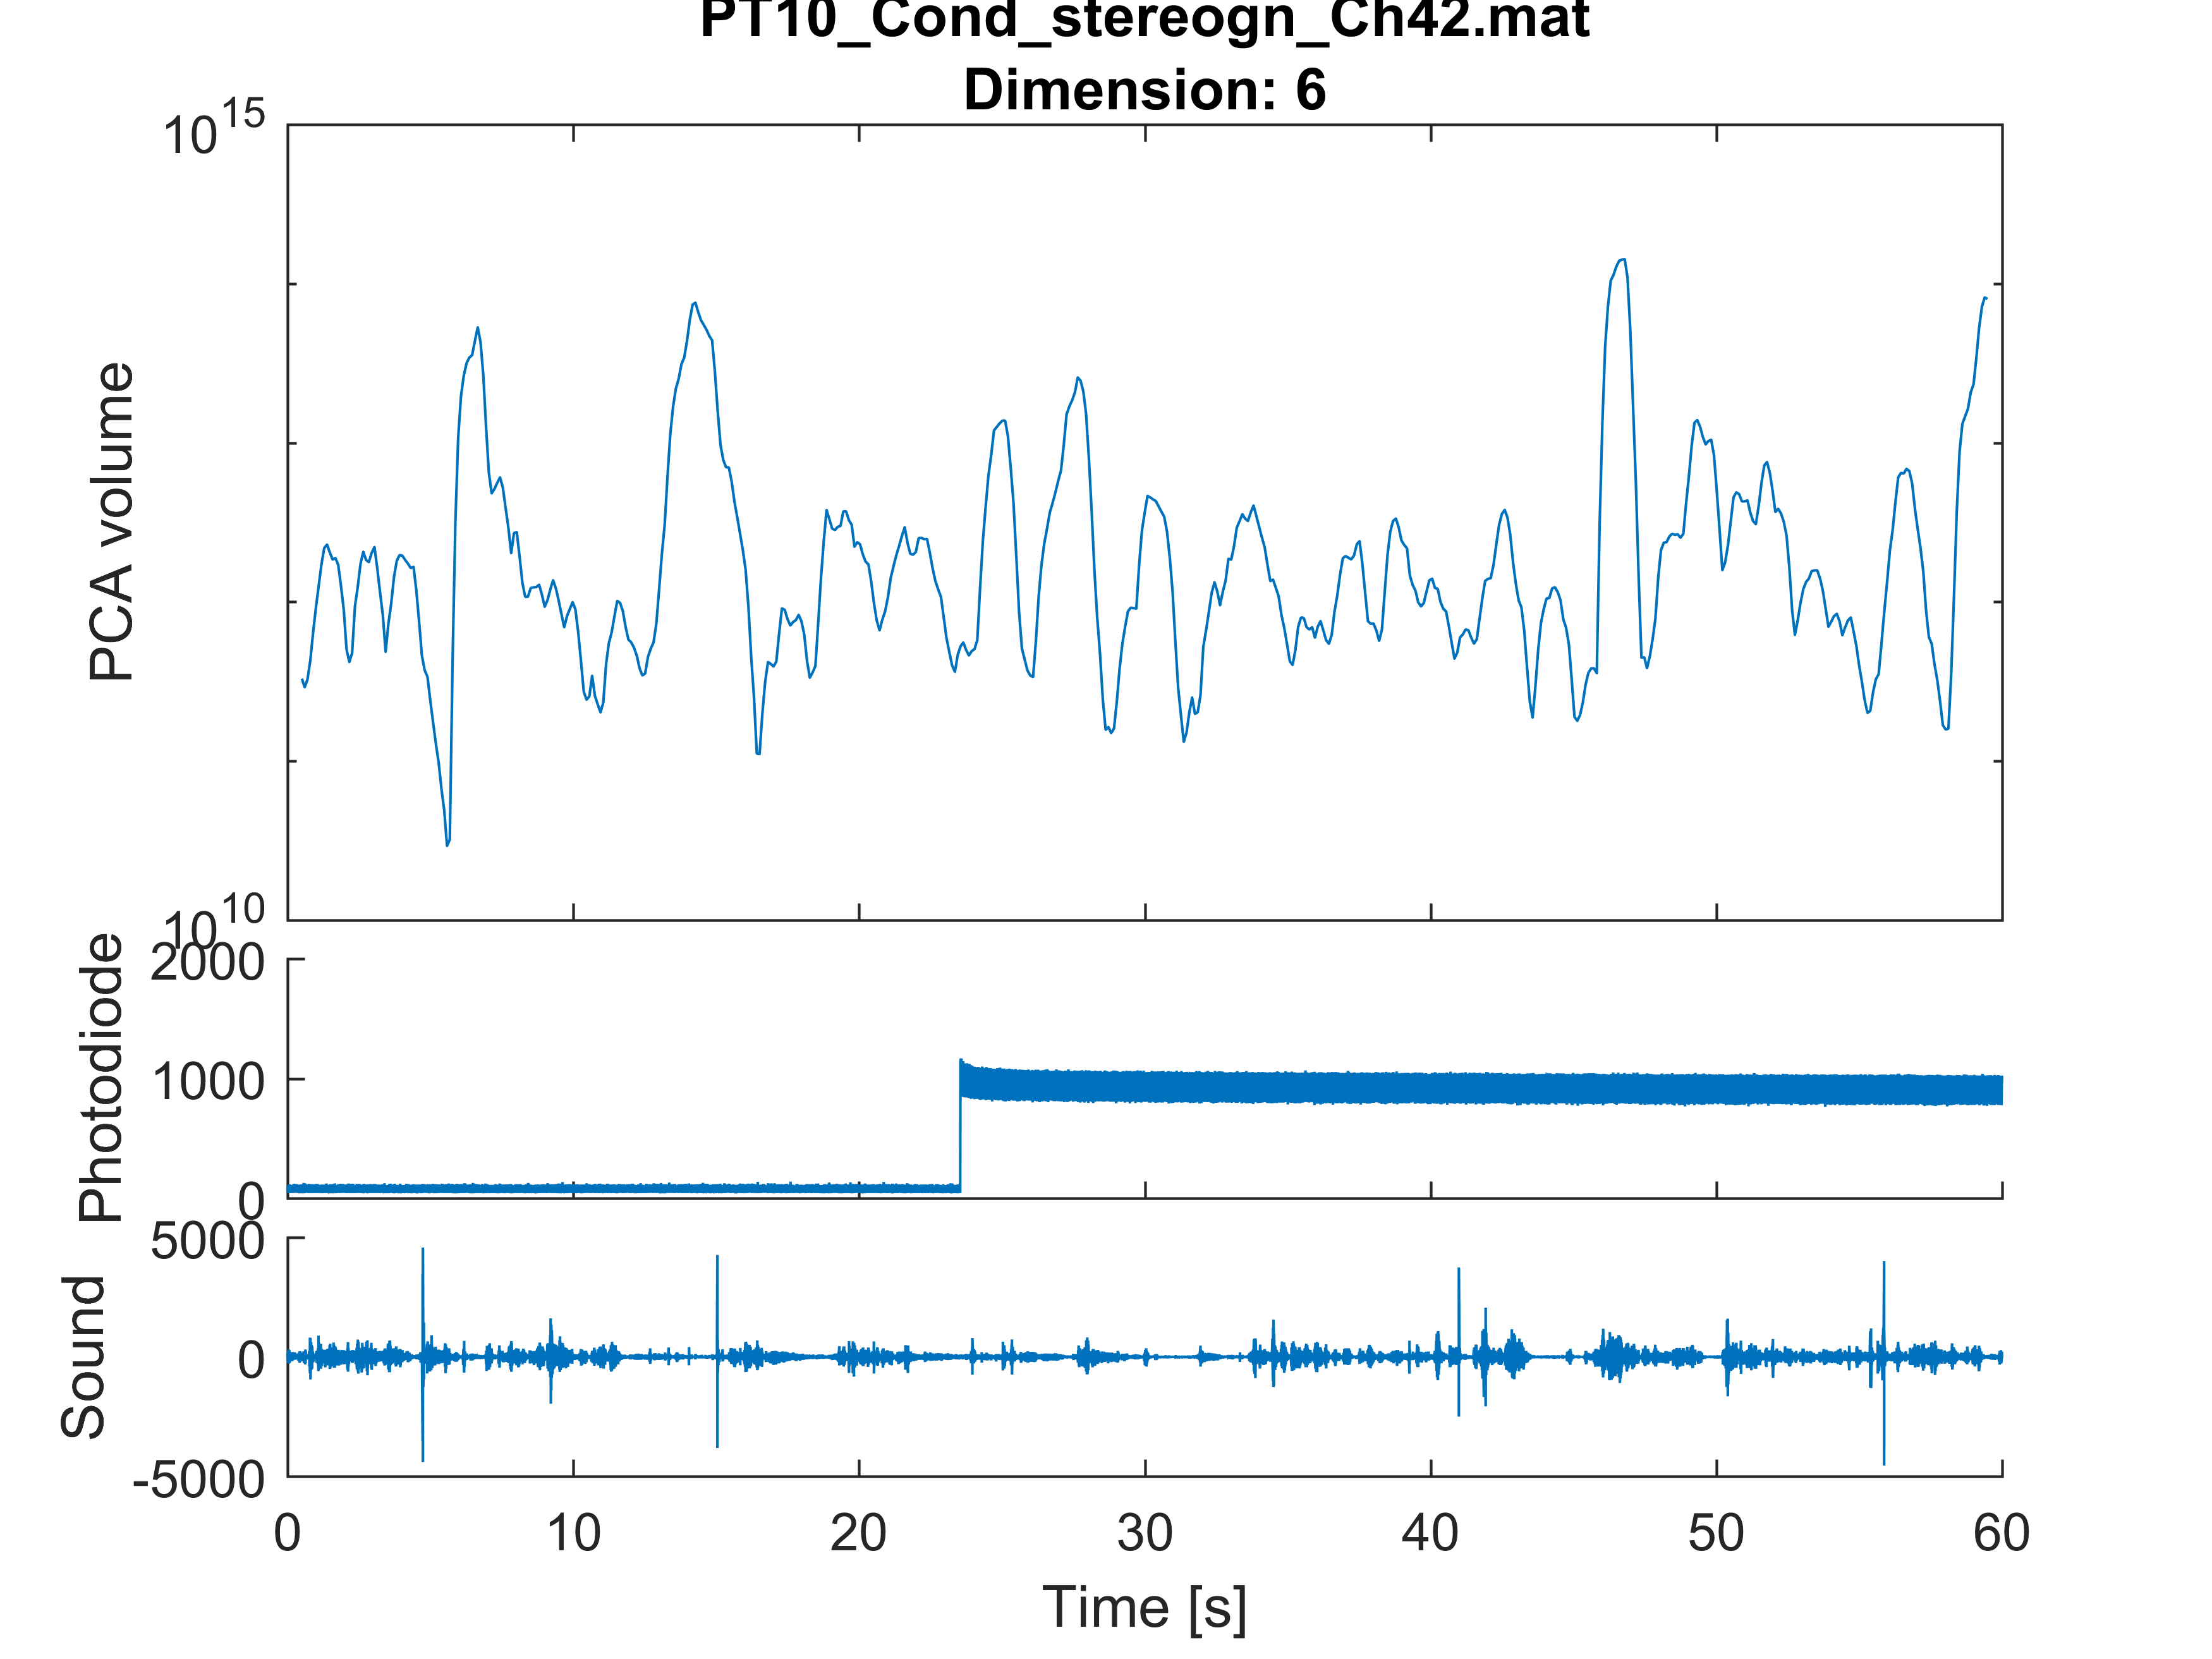 PT10_Cond_stereogn_Ch42.mat
Dimension: 6
10^15
PCA volume
10^10
2000
Photodiode
1000
0
5000
Sound
0
-5000
0 10 20 30 40 50 60
Time [s]